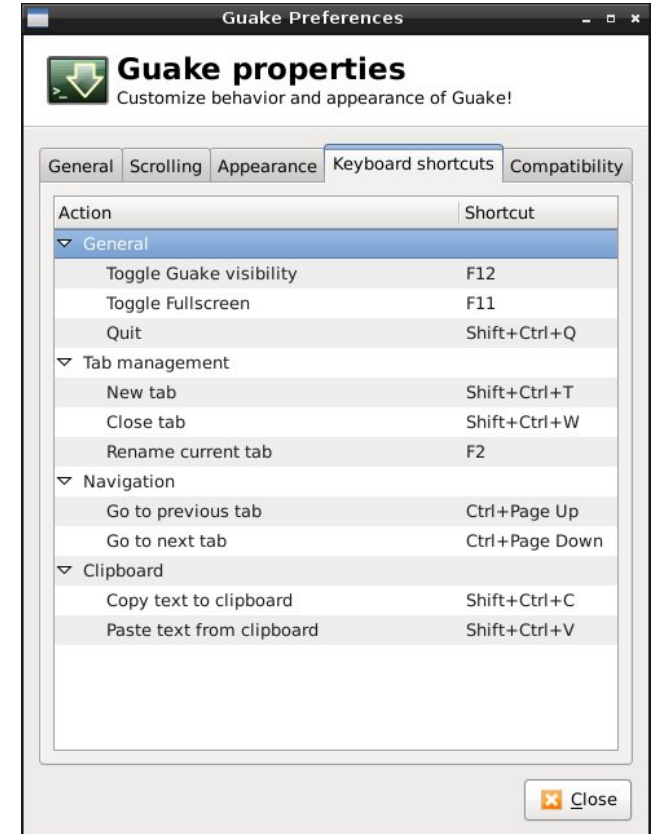 Guake Preferences
Guake properties
Customize behavior and appearance of Guake!
General Scrolling Appearance Keyboard shortcuts Compatibility
Action Shortcut
General
Toggle Guake visibility F12
Toggle Fullscreen F11
Quit Shift+Ctrl+Q
Tab management
New tab Shift+Ctrl+T
Close tab Shift+Ctrl+W
Rename current tab F2
Navigation
Go to previous tab Ctrl+Page Up
Go to next tab Ctrl+Page Down
Clipboard
Copy text to clipboard Shift+Ctrl+C
Paste text from clipboard Shift+Ctrl+V
Close